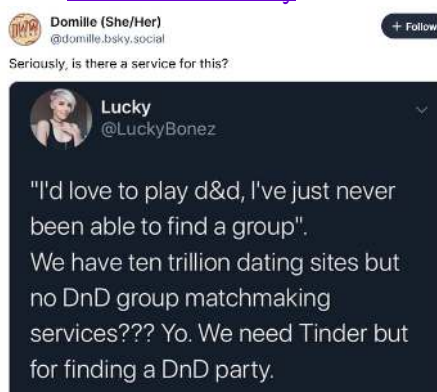 Domille (She/Her)
@domille.bsky.social
+ Follow
Seriously, is there a service for this?
Lucky
@LuckyBonez
"I'd love to play d&d, I've just never
been able to find a group".
We have ten trillion dating sites but
no DnD group matchmaking
services??? Yo. We need Tinder but
for finding a DnD party.